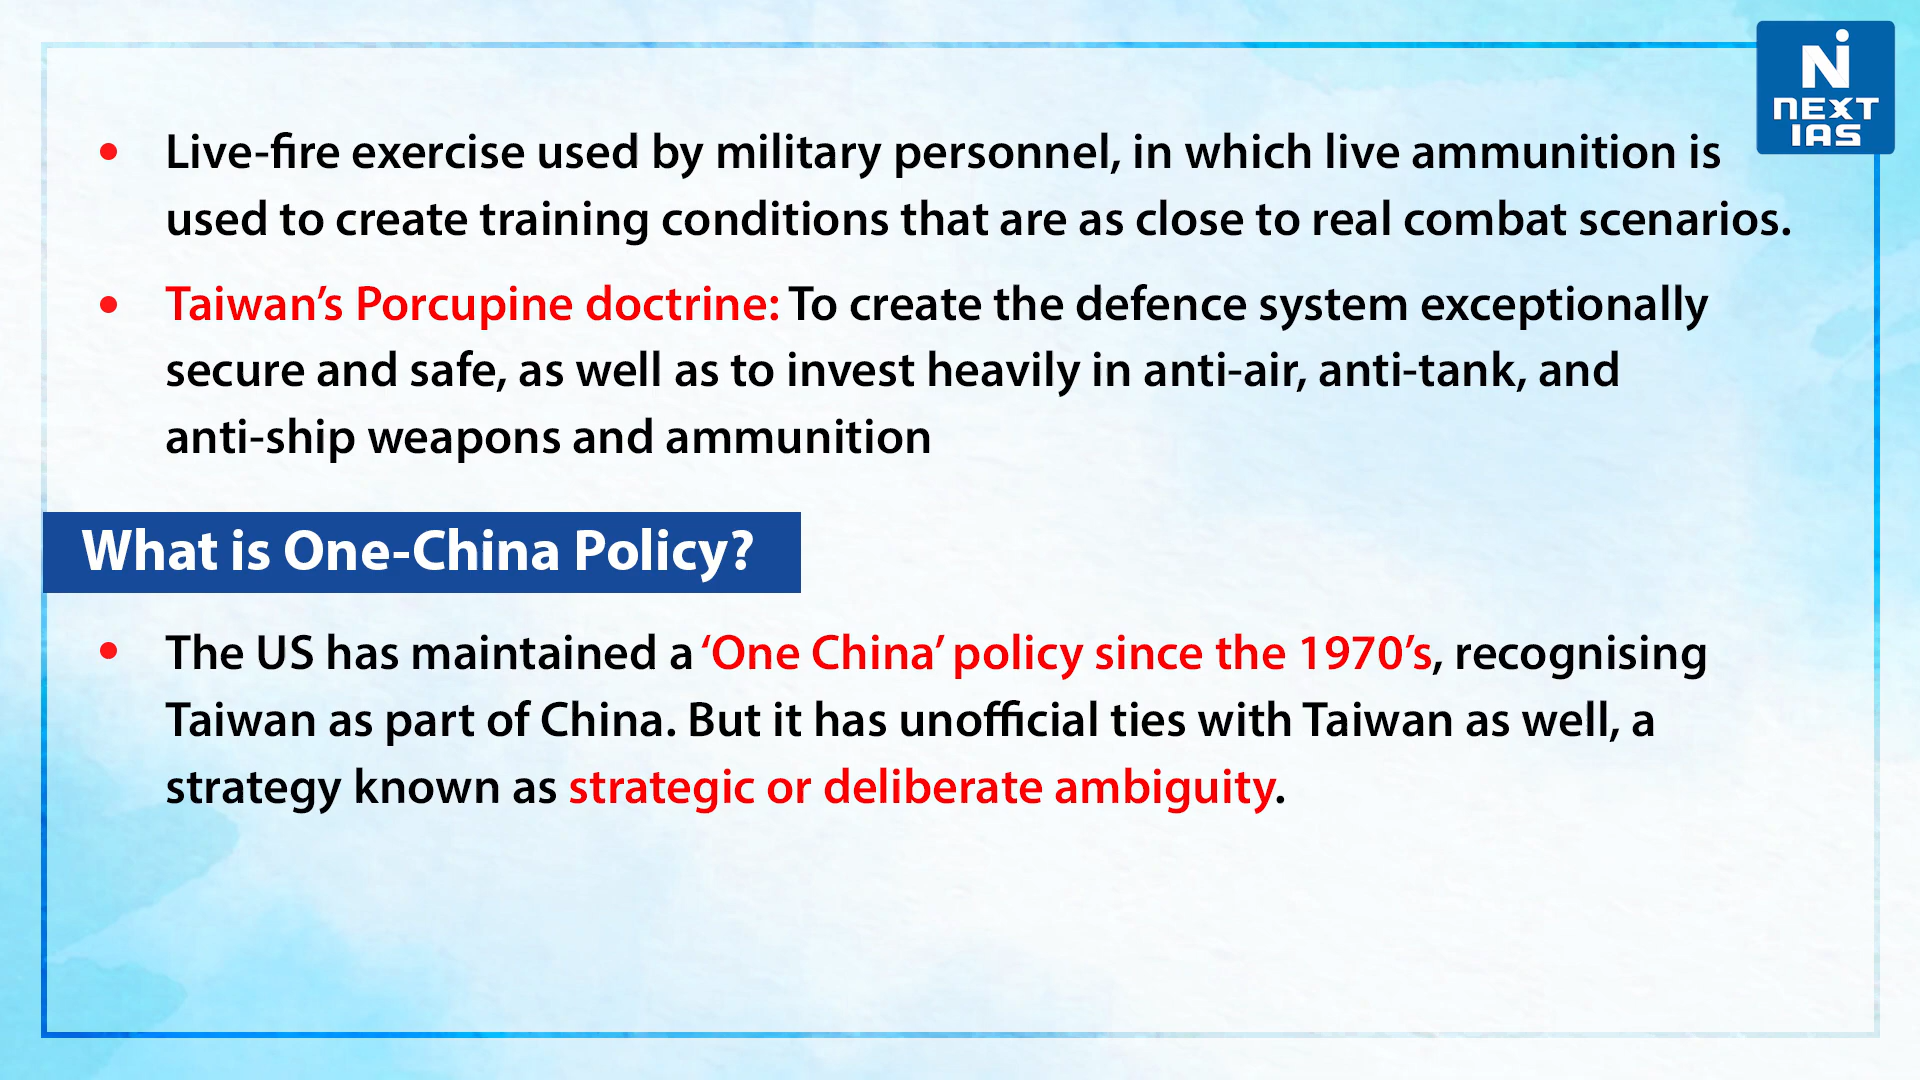 NEXT
IAS
Live-fire exercise used by military personnel, in which live ammunition is
used to create training conditions that are as close to real combat scenarios.
Taiwan’s Porcupine doctrine: To create the defence system exceptionally
secure and safe, as well as to invest heavily in anti-air, anti-tank, and
anti-ship weapons and ammunition
What is One-China Policy?
The US has maintained a ‘One China’ policy since the 1970’s, recognising
Taiwan as part of China. But it has unofficial ties with Taiwan as well, a
strategy known as strategic or deliberate ambiguity.